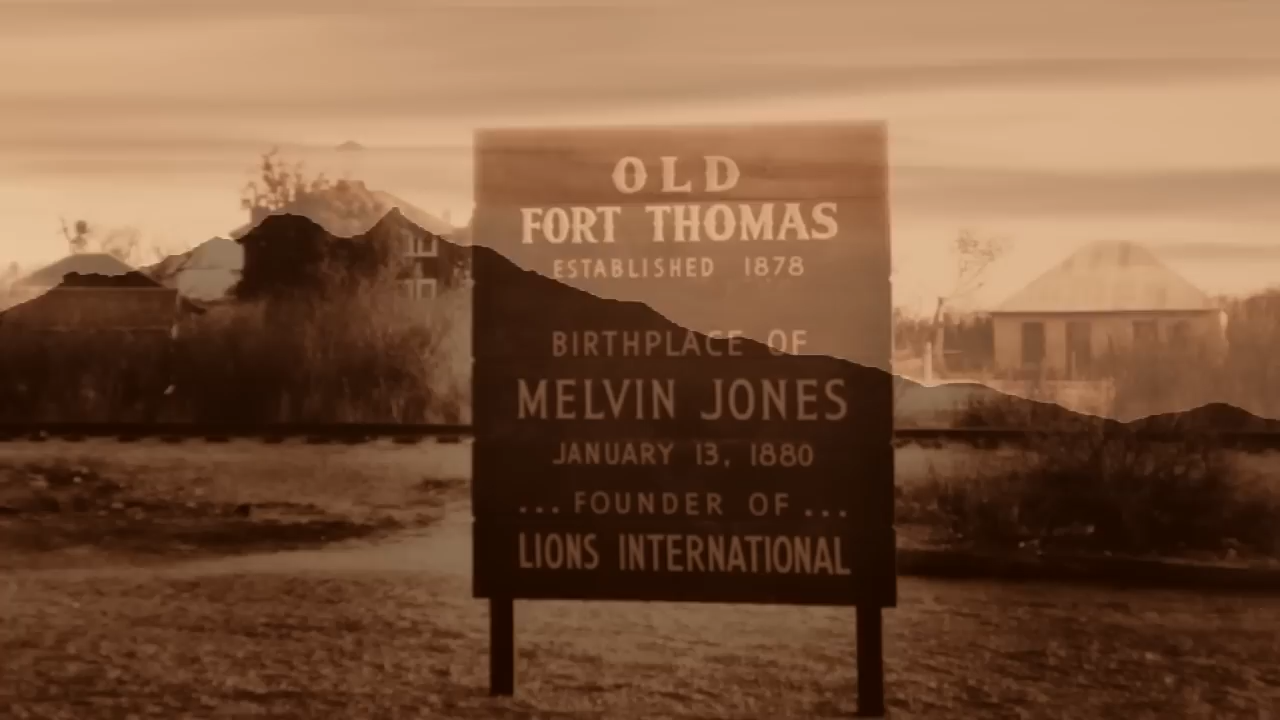 OLD
FORT THOMAS
ESTABLISHED 1878
BIRTHPLACE OF
MELVIN JONES
JANUARY 13, 1880
... FOUNDER OF ...
LIONS INTERNATIONAL